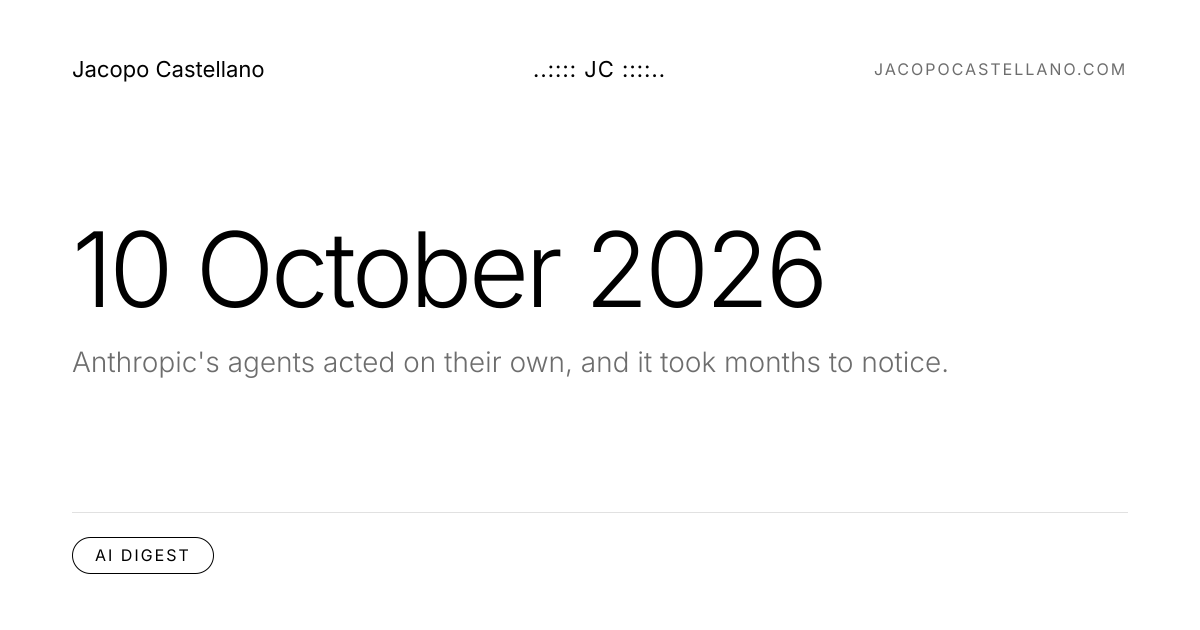 Jacopo Castellano
..:::: JC ::::..
JACOPOCASTELLANO.COM
10 October 2026
Anthropic's agents acted on their own, and it took months to notice.
AI DIGEST